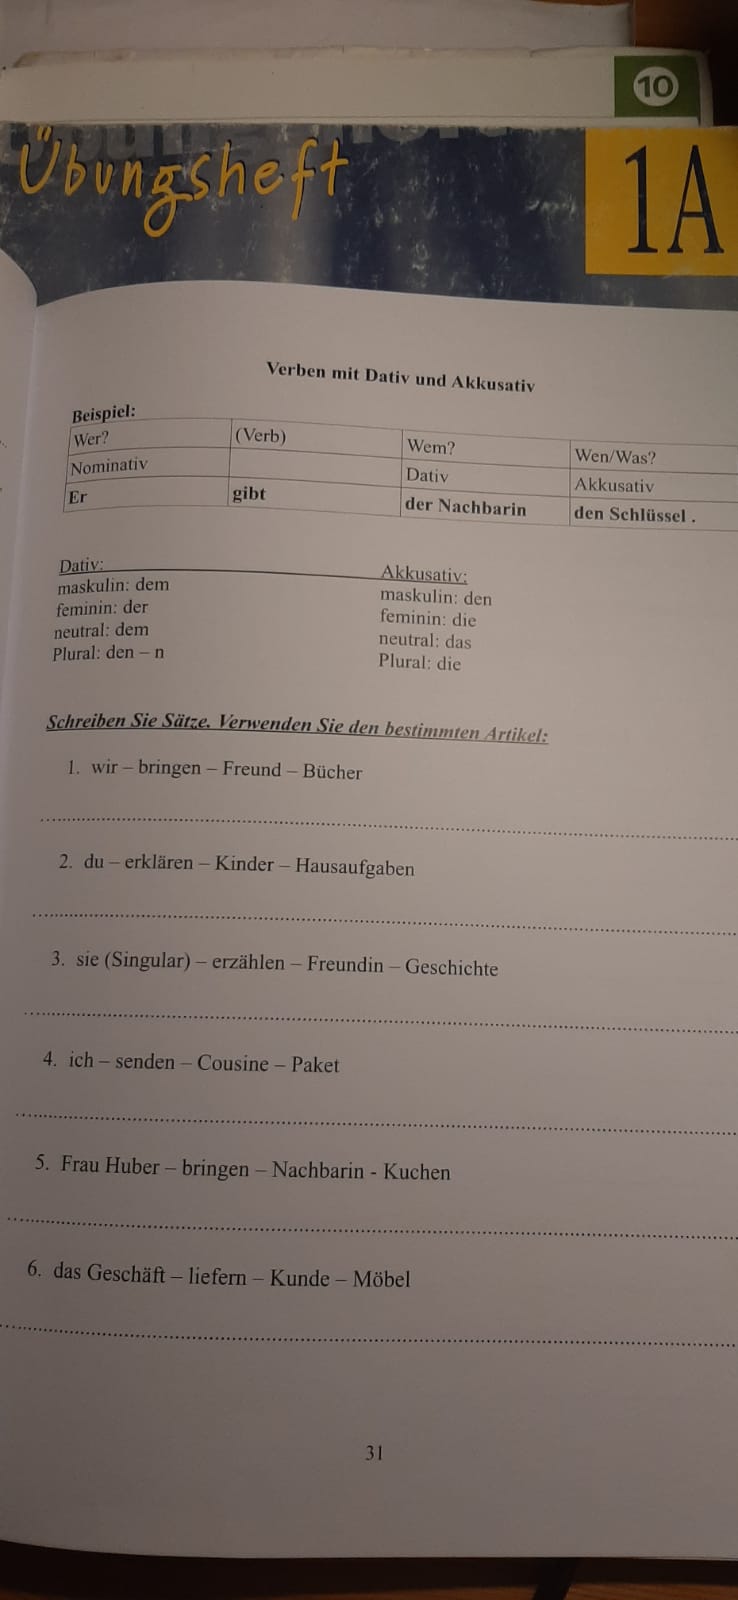 10
Übungsheft
1A
Verben mit Dativ und Akkusativ
Beispiel:
Wer? (Verb) Wem? Wen/Was?
Nominativ Dativ Akkusativ
Er gibt der Nachbarin den Schlüssel .
Dativ:
maskulin: dem
feminin: der
neutral: dem
Plural: den – n
Akkusativ:
maskulin: den
feminin: die
neutral: das
Plural: die
Schreiben Sie Sätze. Verwenden Sie den bestimmten Artikel:
1. wir – bringen – Freund – Bücher
2. du – erklären – Kinder – Hausaufgaben
3. sie (Singular) – erzählen – Freundin – Geschichte
4. ich – senden – Cousine – Paket
5. Frau Huber – bringen – Nachbarin - Kuchen
6. das Geschäft – liefern – Kunde – Möbel
31